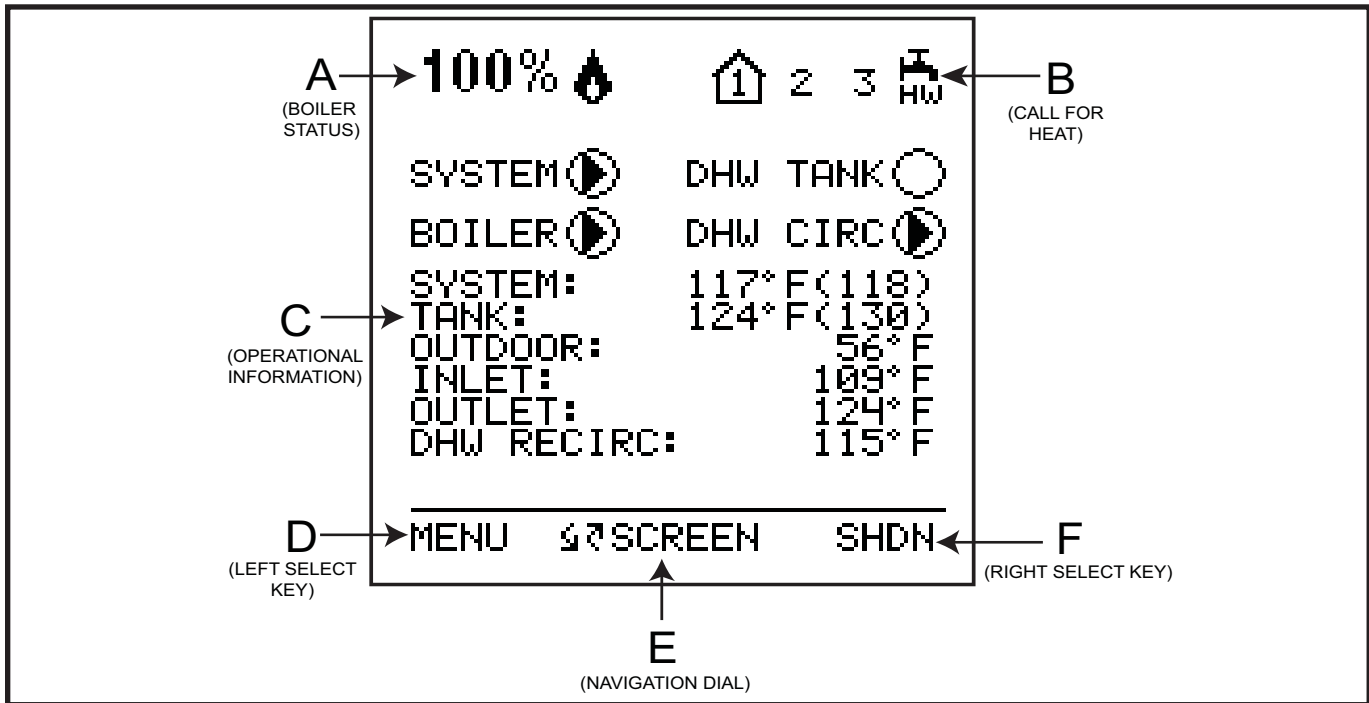 A
(BOILER
STATUS)
100%
1 2 3 HW
B
(CALL FOR
HEAT)
SYSTEM DHW TANK
BOILER DHW CIRC
SYSTEM: 117°F(118)
TANK: 124°F(130)
OUTDOOR: 56°F
INLET: 109°F
OUTLET: 124°F
DHW RECIRC: 115°F
C
(OPERATIONAL
INFORMATION)
MENU SCREEN SHDN
D
(LEFT SELECT
KEY)
E
(NAVIGATION DIAL)
F
(RIGHT SELECT KEY)